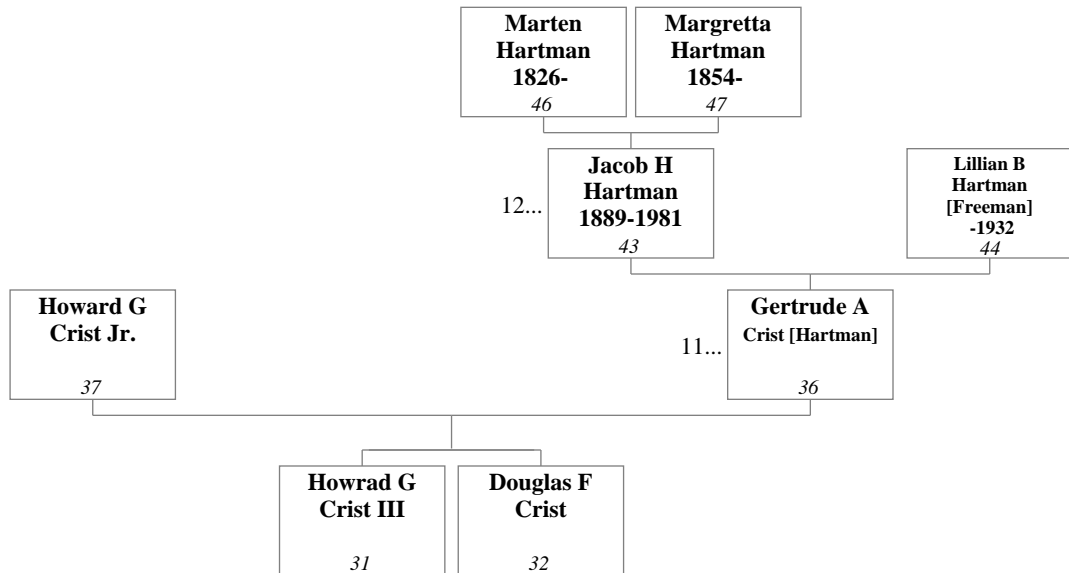 Marten
Hartman
1826-
46
Margretta
Hartman
1854-
47
12...
Jacob H
Hartman
1889-1981
43
Lillian B
Hartman
[Freeman]
-1932
44
Howard G
Crist Jr.
37
11...
Gertrude A
Crist [Hartman]
36
Howrad G
Crist III
31
Douglas F
Crist
32